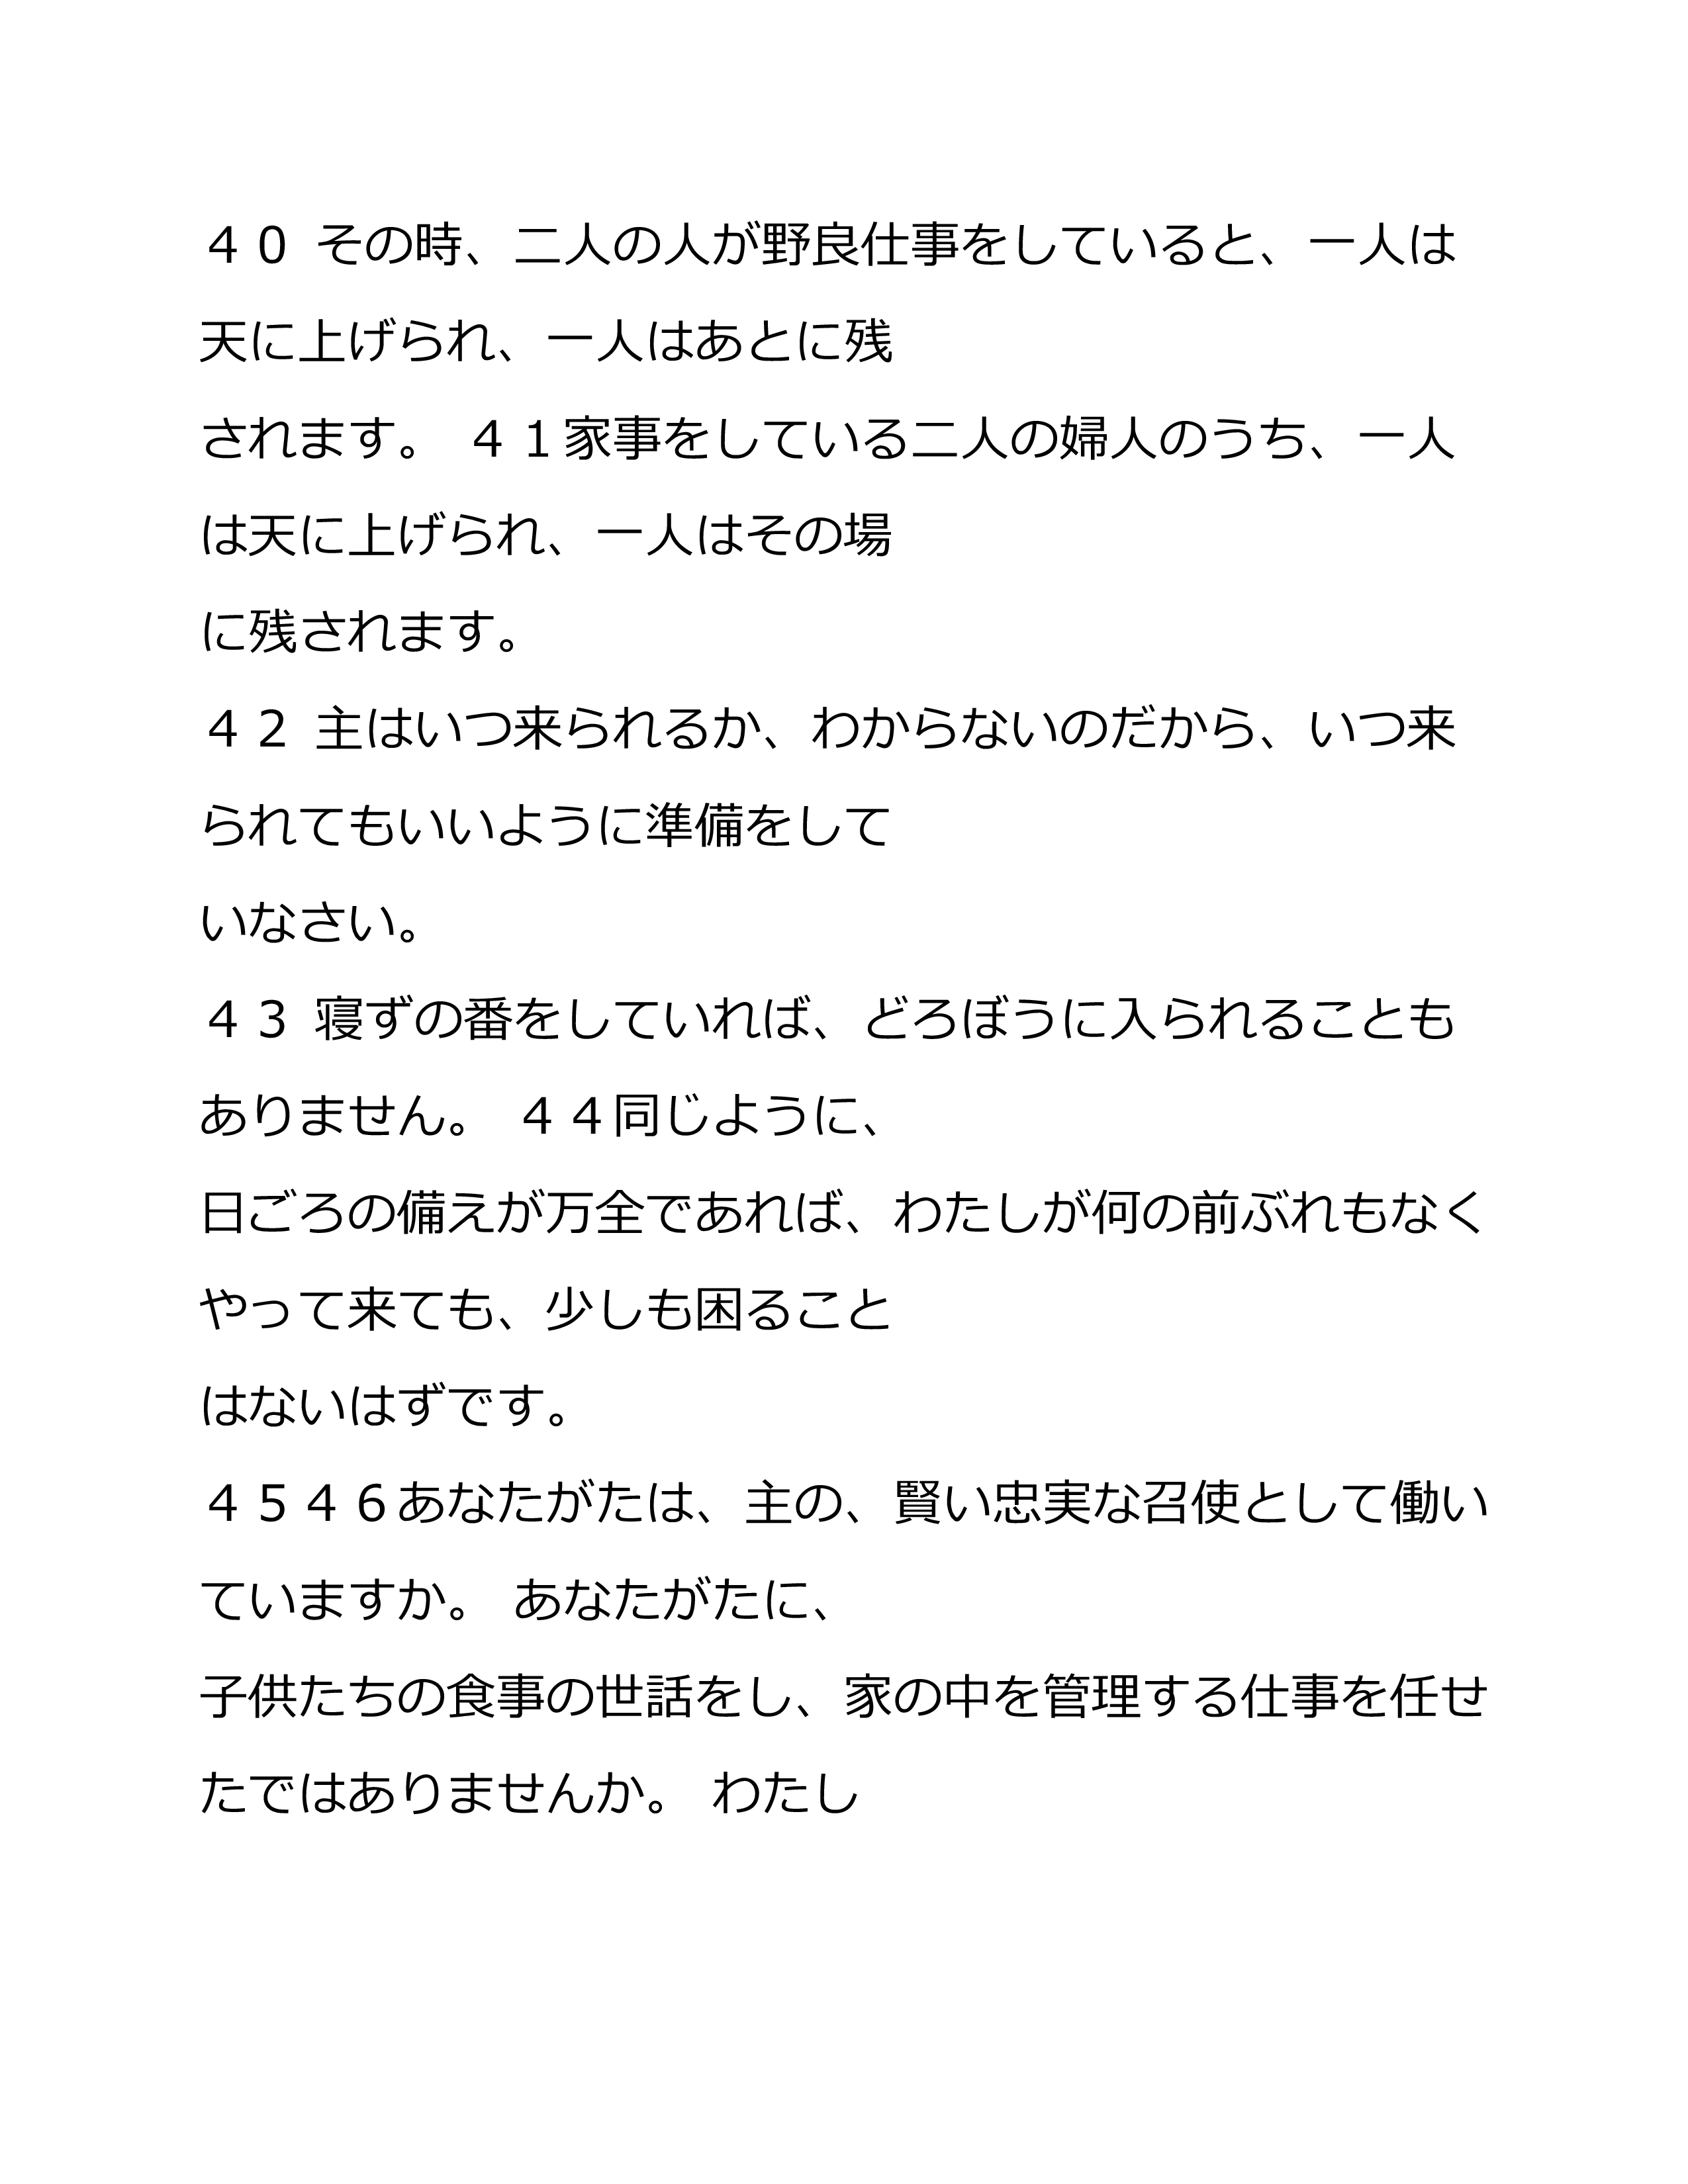 ４０ その時、二人の人が野良仕事をしていると、一人は
天に上げられ、一人はあとに残
されます。 ４１家事をしている二人の婦人のうち、一人
は天に上げられ、一人はその場
に残されます。
４２ 主はいつ来られるか、わからないのだから、いつ来
られてもいいように準備をして
いなさい。
４３ 寝ずの番をしていれば、どろぼうに入られることも
ありません。 ４４同じように、
日ごろの備えが万全であれば、わたしが何の前ぶれもなく
やって来ても、少しも困ること
はないはずです。
４５４６あなたがたは、主の、賢い忠実な召使として働い
ていますか。 あなたがたに、
子供たちの食事の世話をし、家の中を管理する仕事を任せ
たではありませんか。 わたし